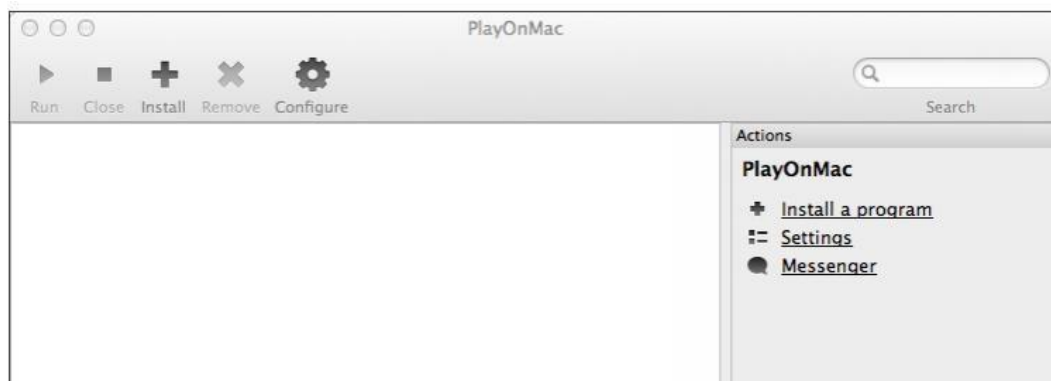 PlayOnMac
Run Close Install Remove Configure
Search
Actions
PlayOnMac
Install a program
Settings
Messenger